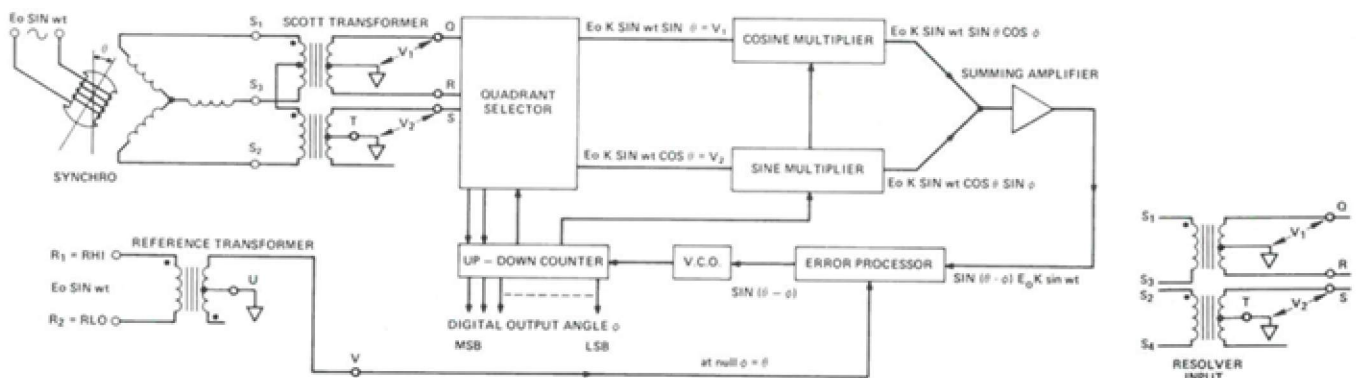 Eo SIN wt
θ
SYNCHRO
S1
S3
S2
SCOTT TRANSFORMER
Q
V1
R
S
T
V2
QUADRANT SELECTOR
Eo K SIN wt SIN θ = V1
Eo K SIN wt COS θ = V2
COSINE MULTIPLIER
SINE MULTIPLIER
Eo K SIN wt SIN θ COS φ
Eo K SIN wt COS θ SIN φ
SUMMING AMPLIFIER
REFERENCE TRANSFORMER
R1 = RHI
Eo SIN wt
R2 = RLO
U
V
UP – DOWN COUNTER
V.C.O.
ERROR PROCESSOR
SIN (θ – φ)
SIN (θ - φ) EoK sin wt
DIGITAL OUTPUT ANGLE φ
MSB
LSB
at null φ = θ
S1
S3
S2
S4
Q
V1
R
S
T
V2
RESOLVER
INPUT